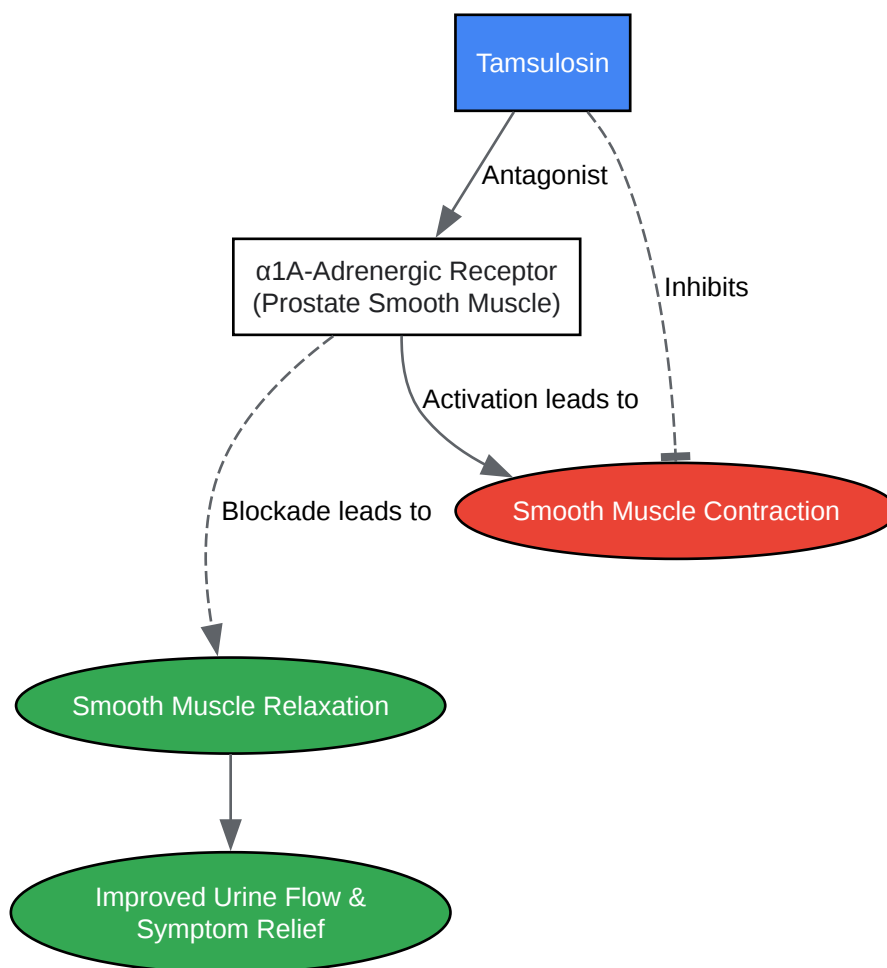 Tamsulosin
Antagonist
α1A-Adrenergic Receptor
(Prostate Smooth Muscle)
Inhibits
Activation leads to
Blockade leads to
Smooth Muscle Contraction
Smooth Muscle Relaxation
Improved Urine Flow &
Symptom Relief